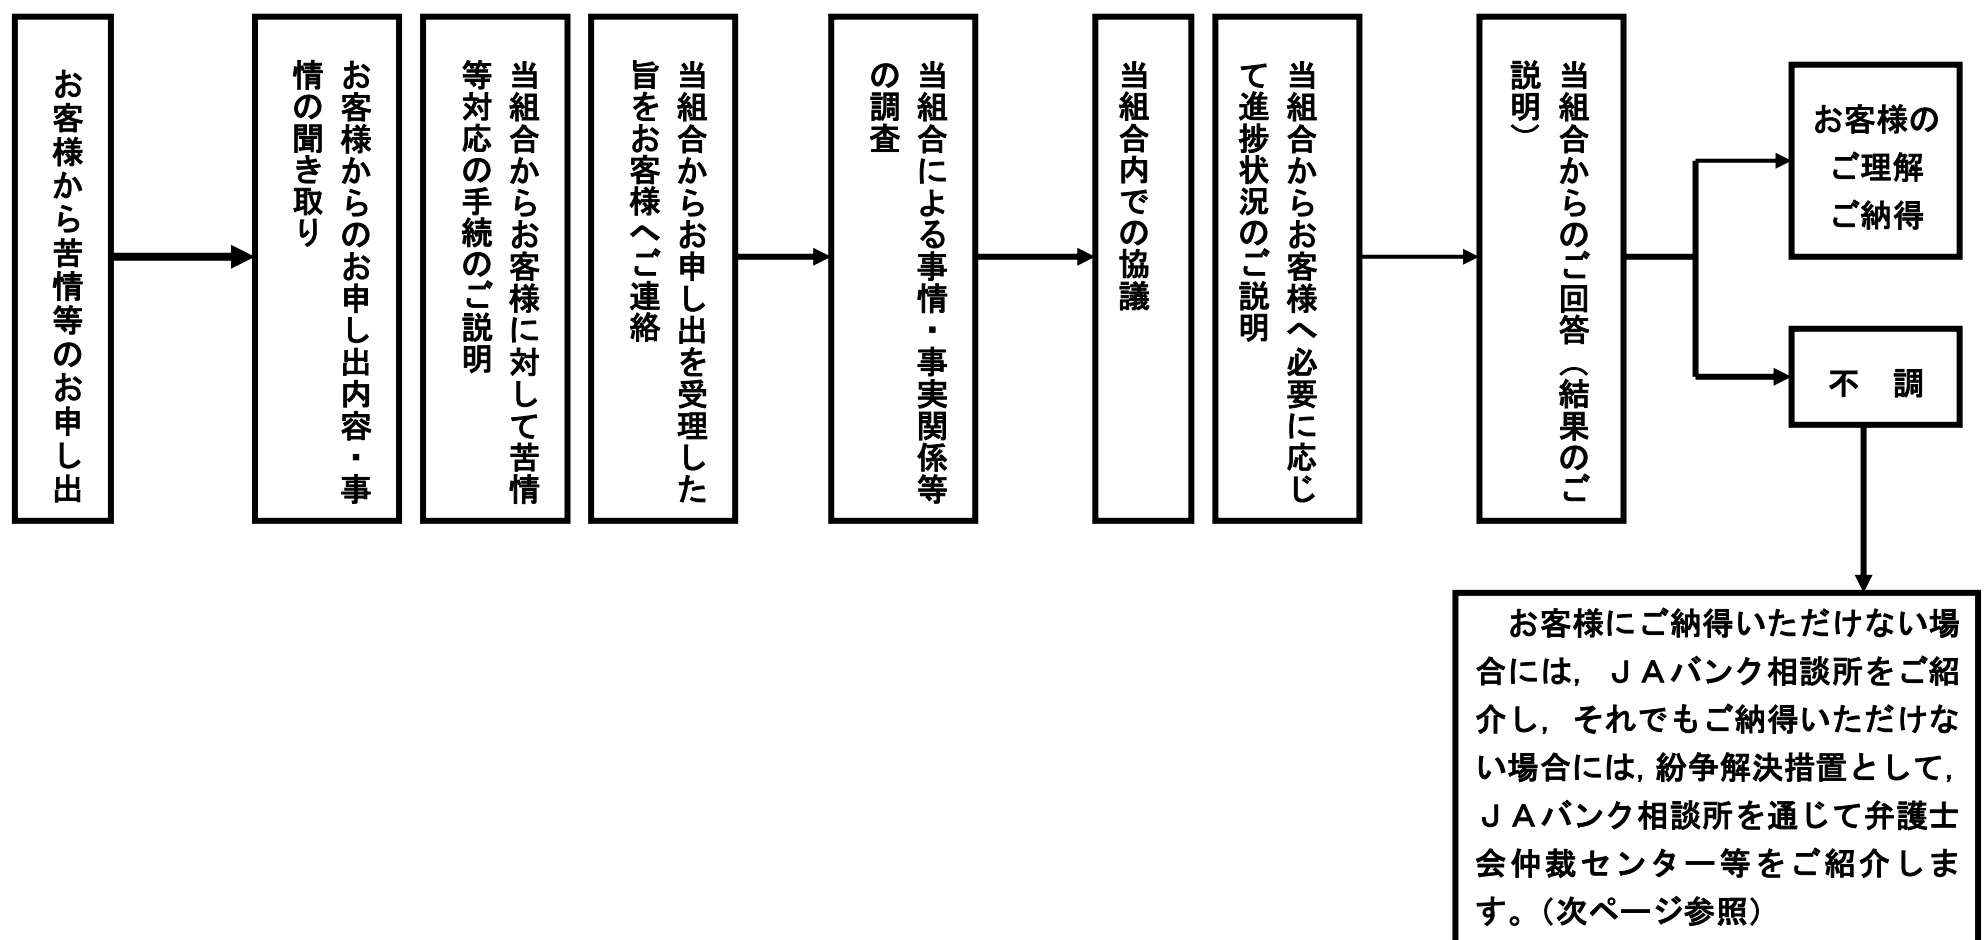 お客様から苦情等のお申し出
お客様からのお申し出内容・事
情の聞き取り
当組合からお客様に対して苦情
等対応の手続のご説明
当組合からお申し出を受理した
旨をお客様へご連絡
当組合による事情・事実関係等
の調査
当組合内での協議
当組合からお客様へ必要に応じ
て進捗状況のご説明
当組合からのご回答（結果のご
説明）
お客様の
ご理解
ご納得
不　調
　お客様にご納得いただけない場
合には，ＪＡバンク相談所をご紹
介し，それでもご納得いただけな
い場合には，紛争解決措置として，
ＪＡバンク相談所を通じて弁護士
会仲裁センター等をご紹介しま
す。（次ページ参照）